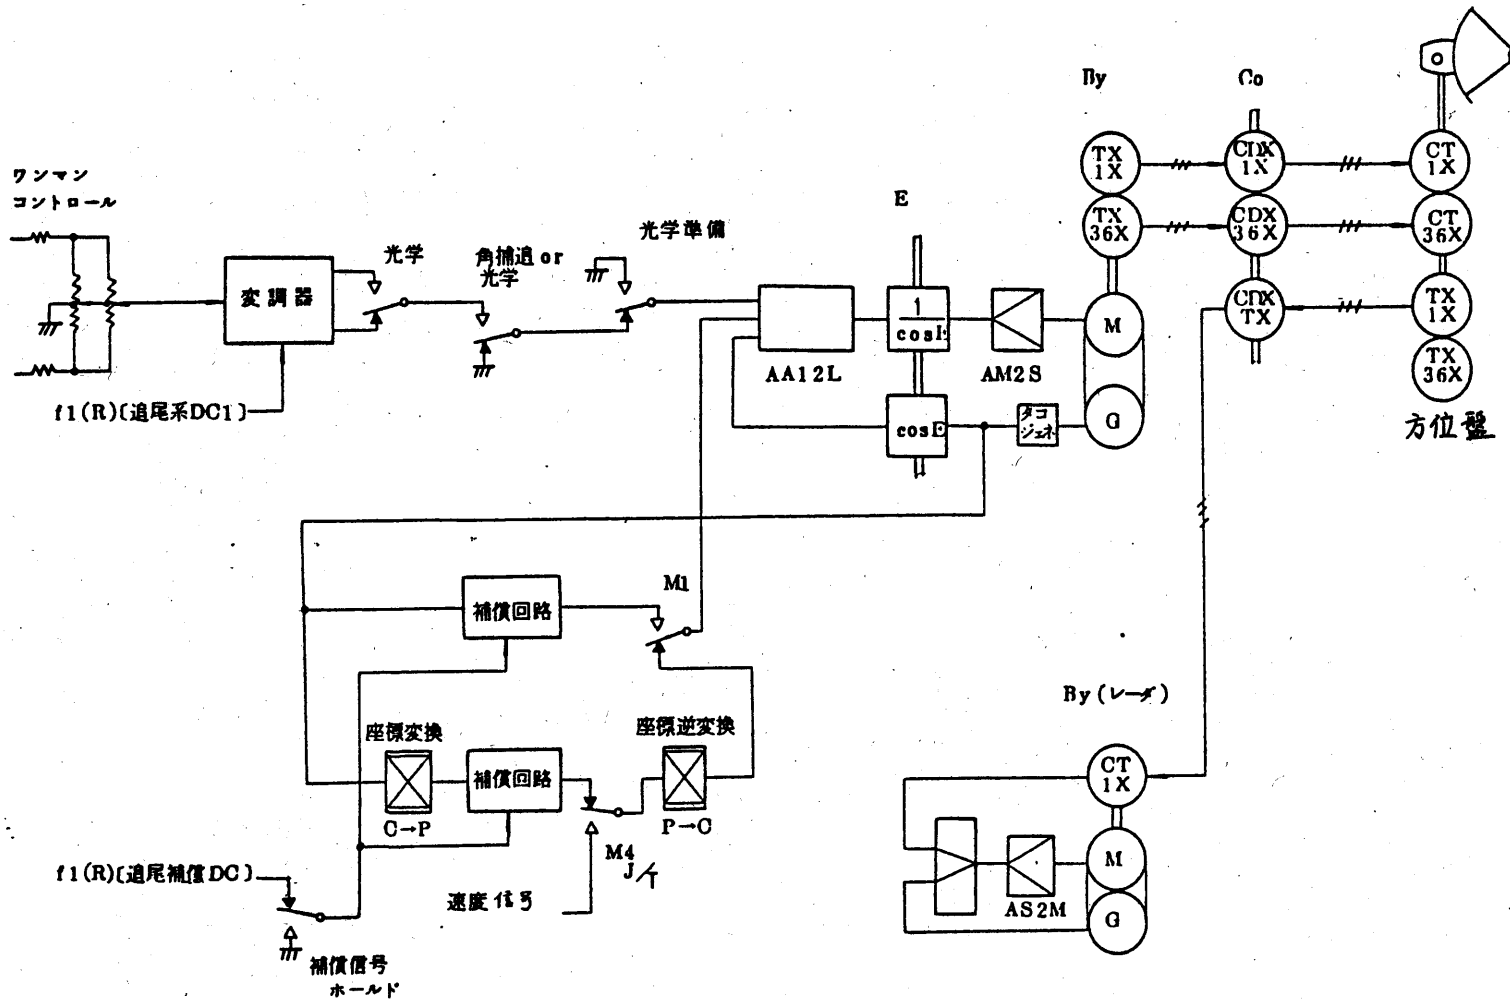 By
Co
TX
1X
CDX
1X
CT
1X
ワンマン
コントロール
E
TX
36X
CDX
36X
CT
36X
光学
角捕追 or
光学
光学準備
変調器
1
cosE
M
CDX
TX
TX
1X
AA12L
AM2S
TX
36X
f1(R)〔追尾系DC1〕
cosE
タコ
ジェネ
G
方位盤
M1
補償回路
By(レーダ)
座標変換
座標逆変換
補償回路
CT
1X
C→P
P→C
M4
J/T
f1(R)〔追尾補償DC〕
速度信号
M
AS2M
G
補償信号
ホールド